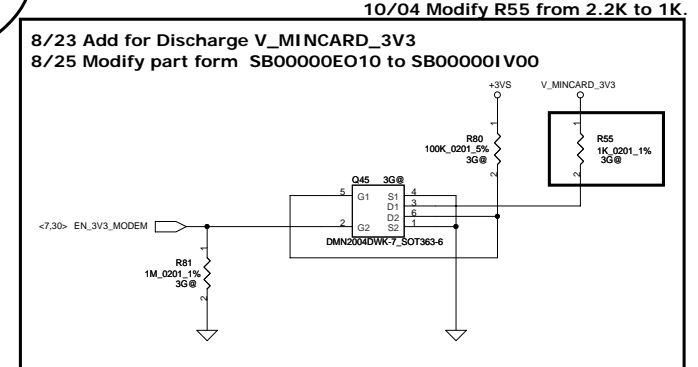 10/04 Modify R55 from 2.2K to 1K.
8/23 Add for Discharge V_MINCARD_3V3
8/25 Modify part form SB00000EO10 to SB00000IV00
+3VS V_MINCARD_3V3
1 1
R80 R55
100K_0201_5% 1K_0201_1%
3G@ 3G@
2 2
Q45 3G@
5 G1 S1 4
D1 3
<7,30> EN_3V3_MODEM 2 G2 D2 6
S2 1
DMN2004DWK-7_SOT363-6
1
R81
1M_0201_1%
3G@
2